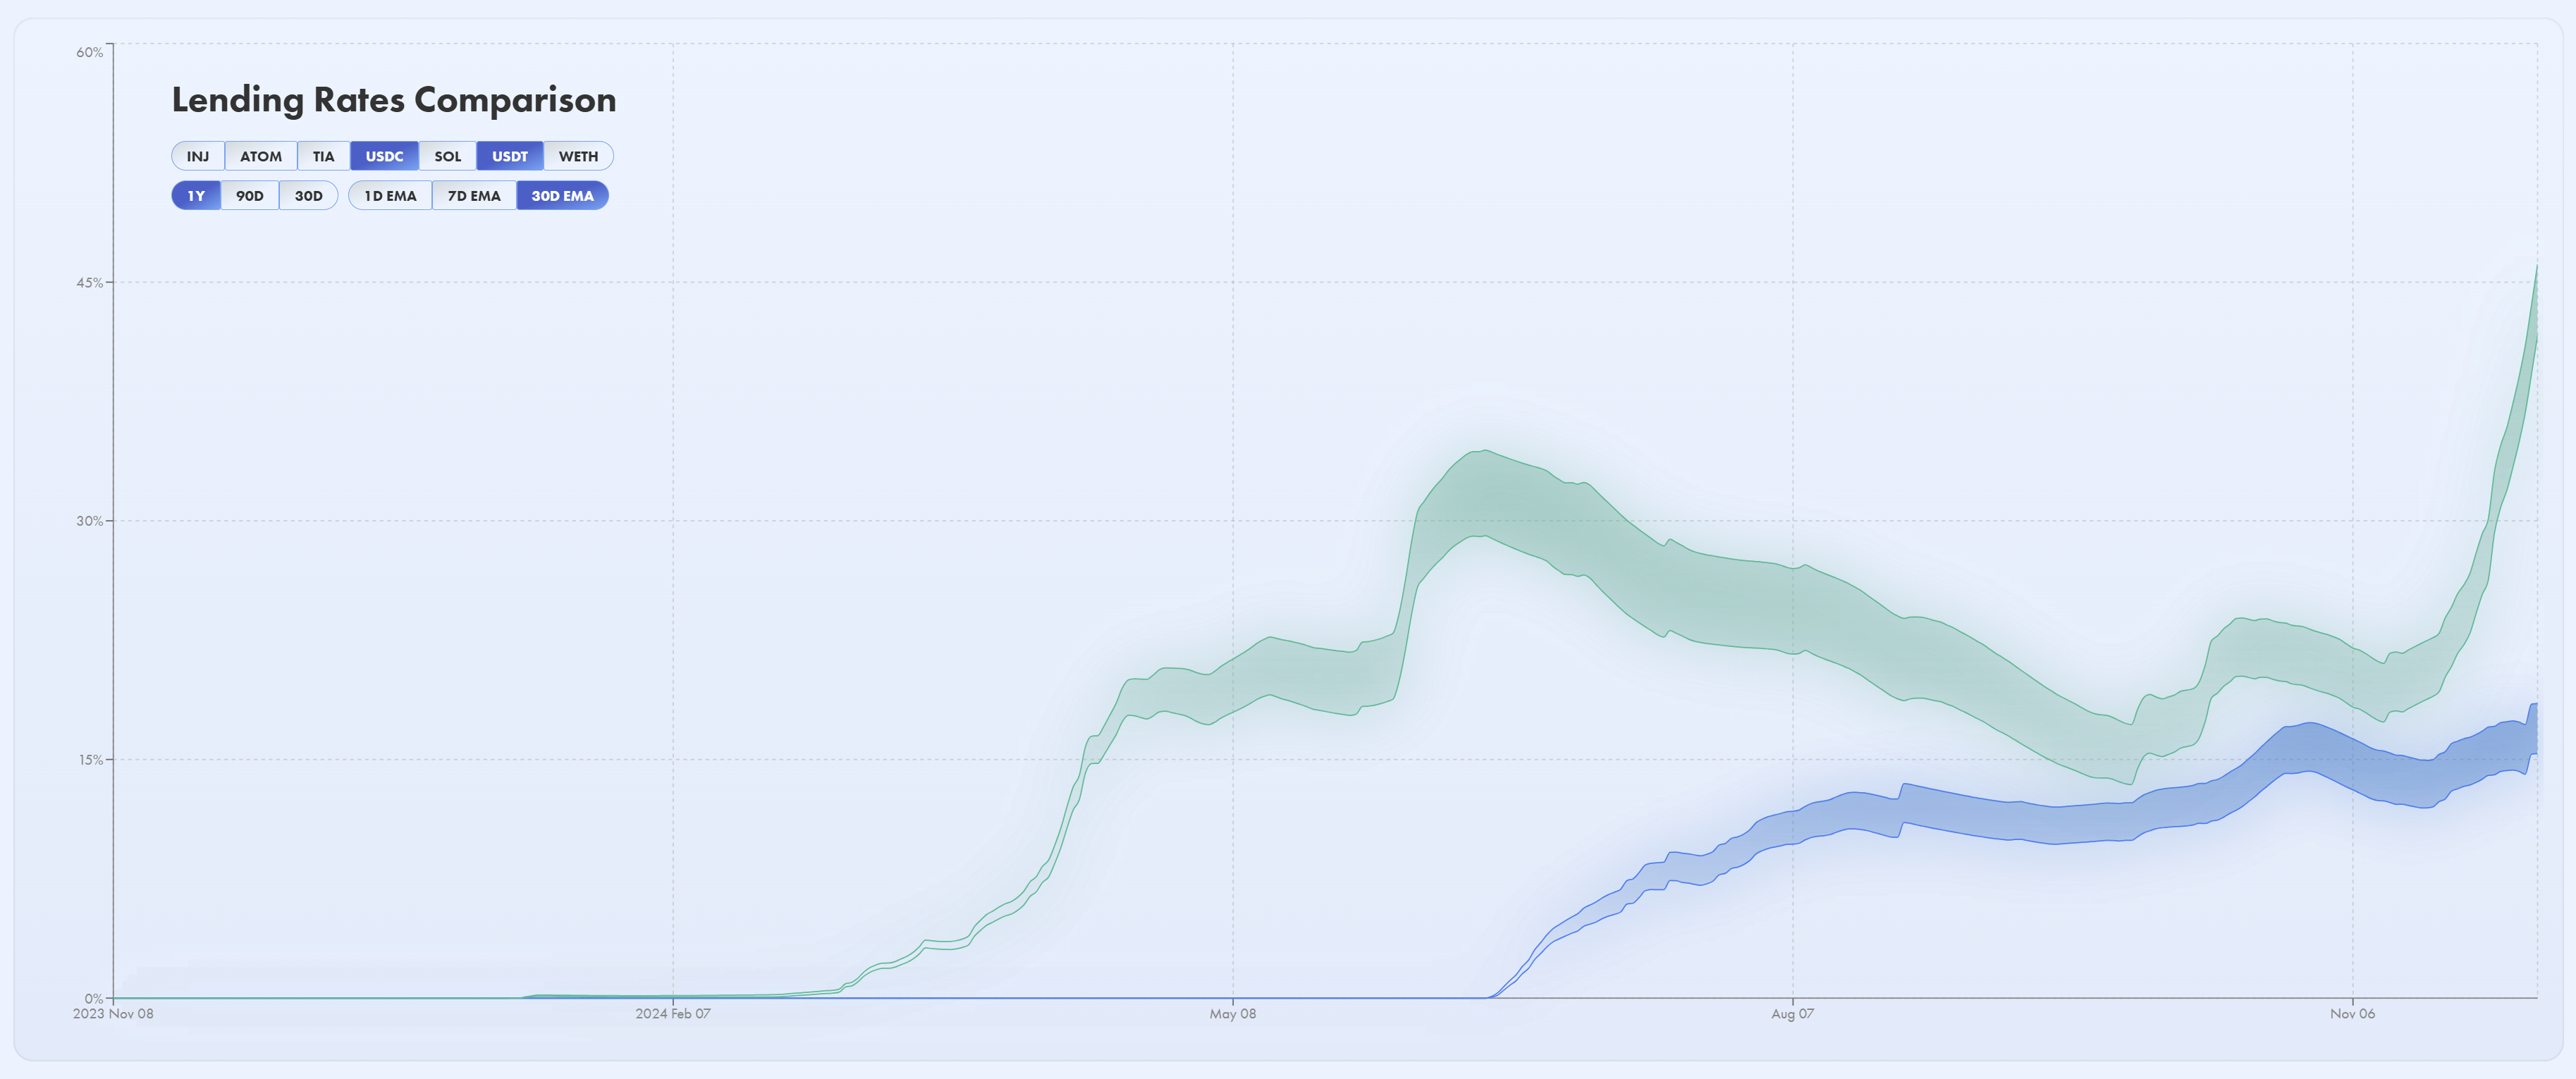 60%
Lending Rates Comparison
INJ ATOM TIA USDC SOL USDT WETH
1Y 90D 30D 1D EMA 7D EMA 30D EMA
45%
30%
15%
0%
2023 Nov 08 2024 Feb 07 May 08 Aug 07 Nov 06